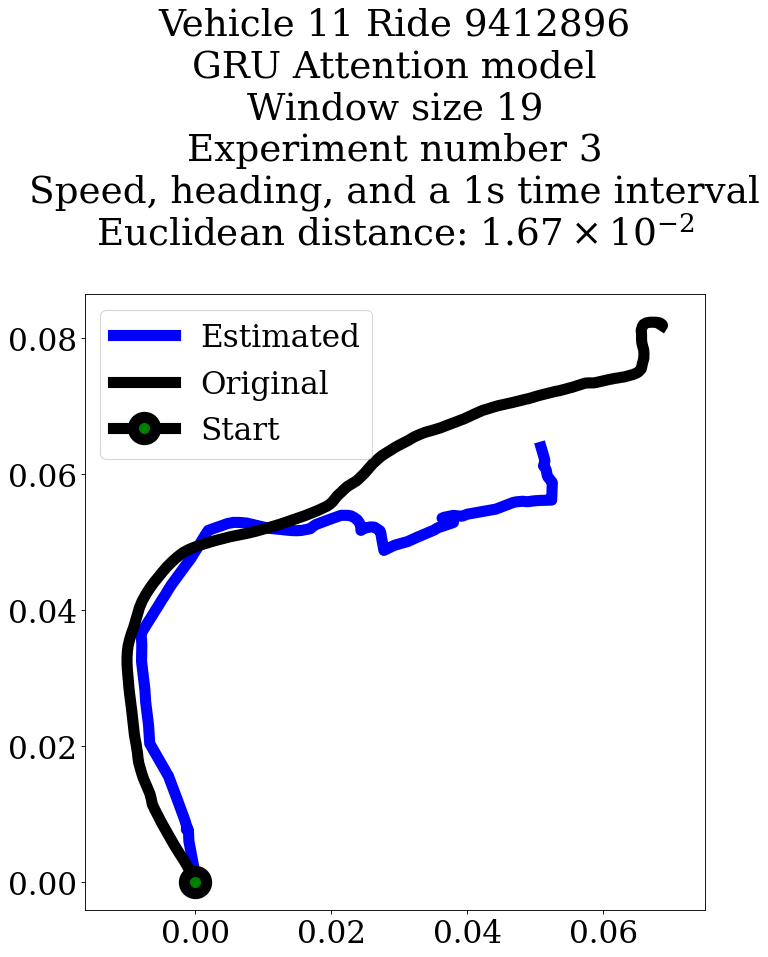 Vehicle 11 Ride 9412896
GRU Attention model
Window size 19
Experiment number 3
Speed, heading, and a 1s time interval
Euclidean distance: 1.67 × 10⁻²
Estimated
Original
Start
0.08
0.06
0.04
0.02
0.00
0.00 0.02 0.04 0.06